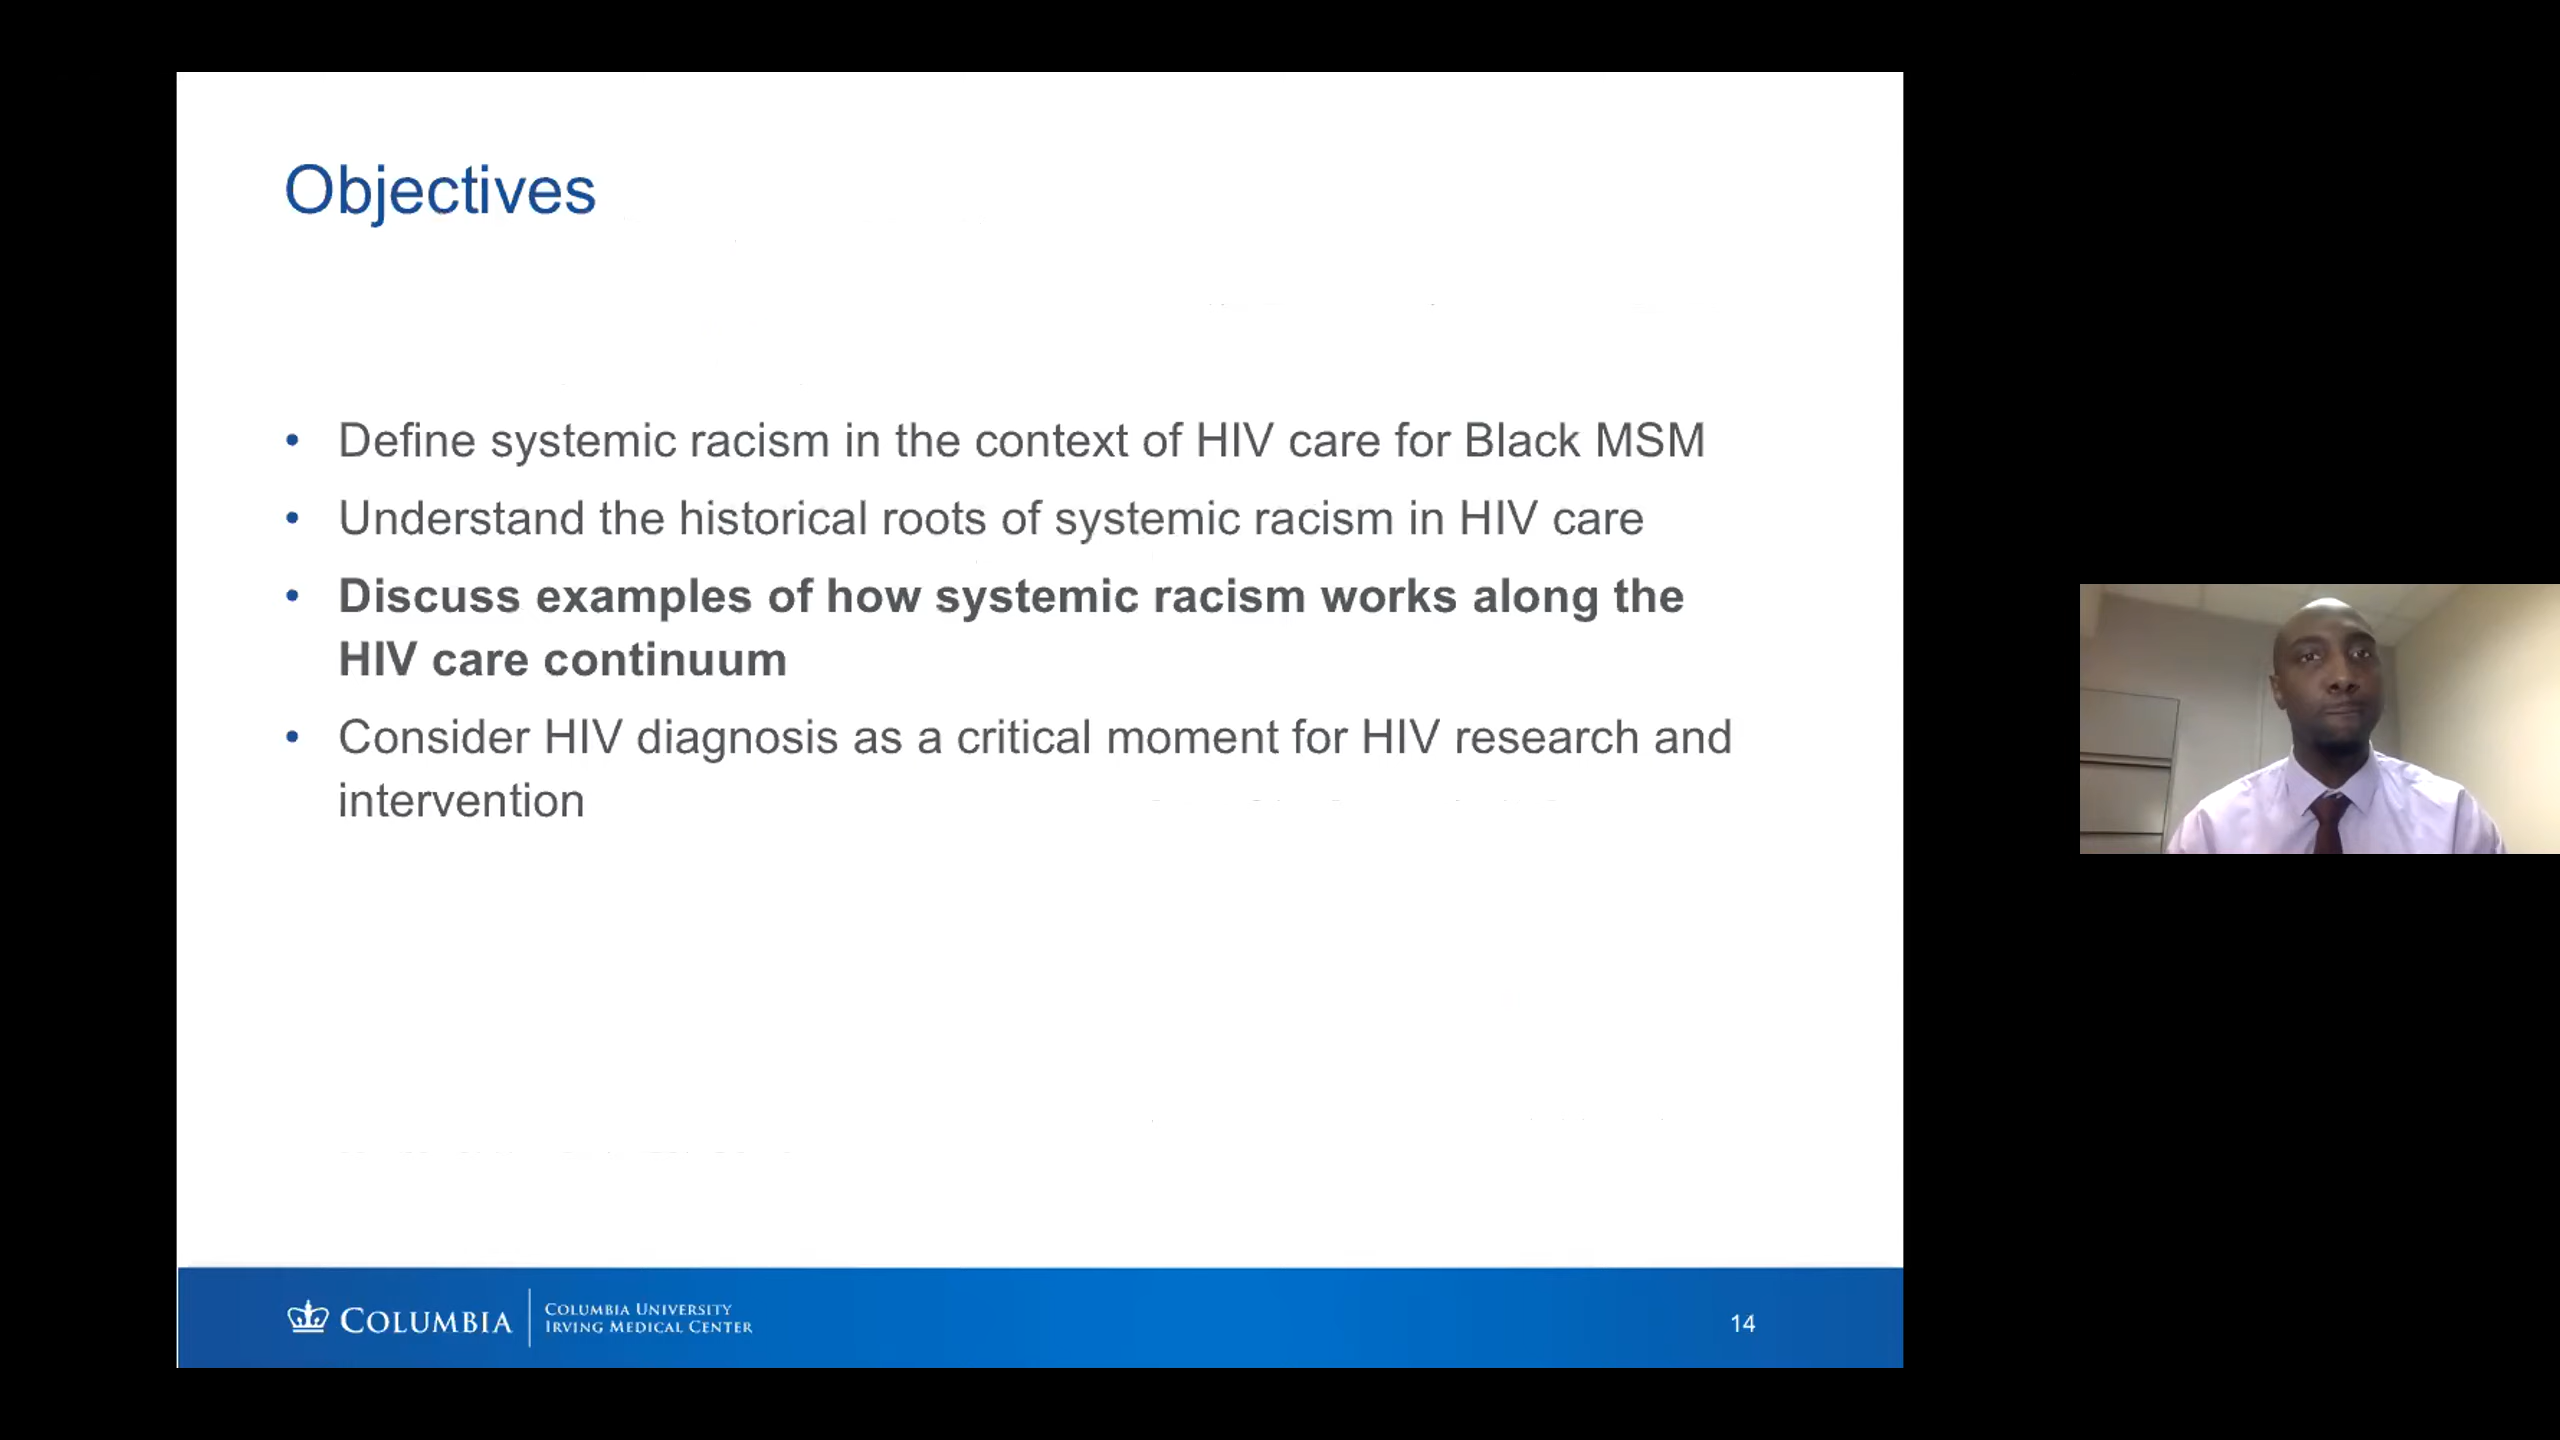 Objectives
• Define systemic racism in the context of HIV care for Black MSM
• Understand the historical roots of systemic racism in HIV care
• Discuss examples of how systemic racism works along the
HIV care continuum
• Consider HIV diagnosis as a critical moment for HIV research and
intervention
COLUMBIA
COLUMBIA UNIVERSITY
IRVING MEDICAL CENTER
14